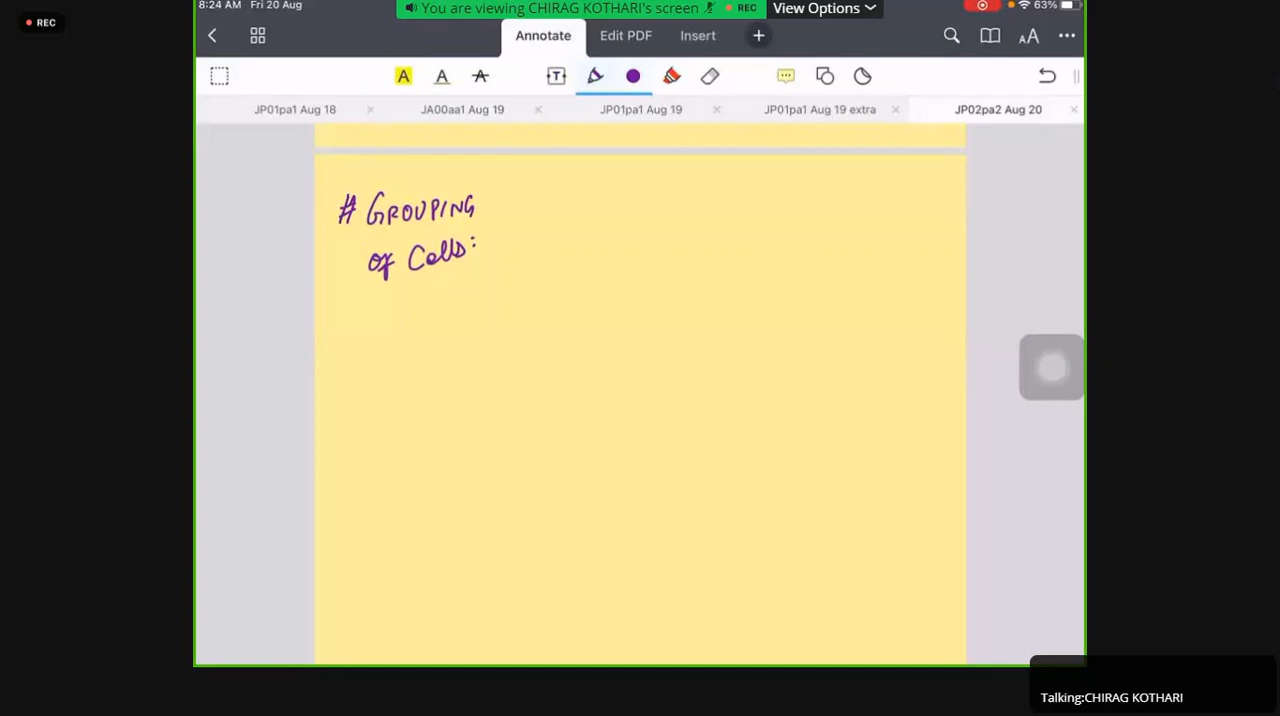 REC
8:24 AM Fri 20 Aug
You are viewing CHIRAG KOTHARI's screen
REC
View Options
63%
Annotate
Edit PDF
Insert
AA
A
A
A
T
JP01pa1 Aug 18
JA00aa1 Aug 19
JP01pa1 Aug 19
JP01pa1 Aug 19 extra
JP02pa2 Aug 20
# GROUPING
of Cells:
Talking:CHIRAG KOTHARI